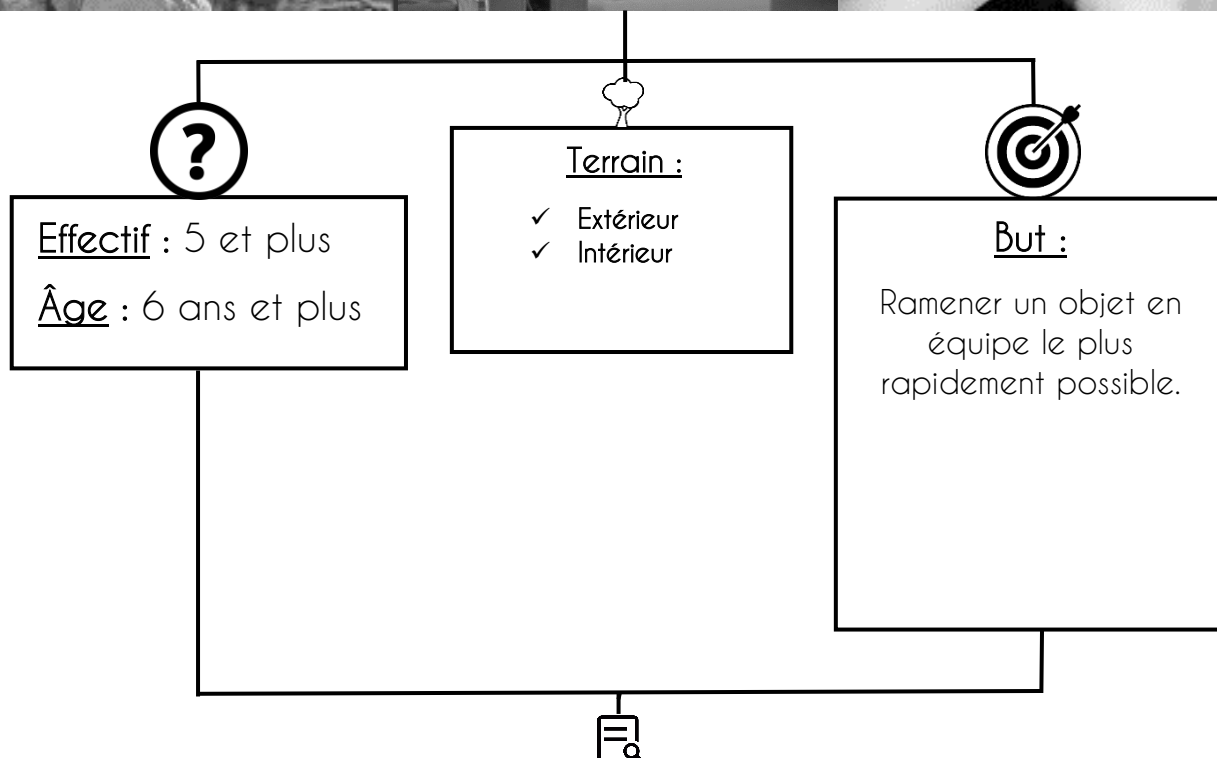 Effectif : 5 et plus
Âge : 6 ans et plus
Terrain :
✓ Extérieur
✓ Intérieur
But :
Ramener un objet en
équipe le plus
rapidement possible.